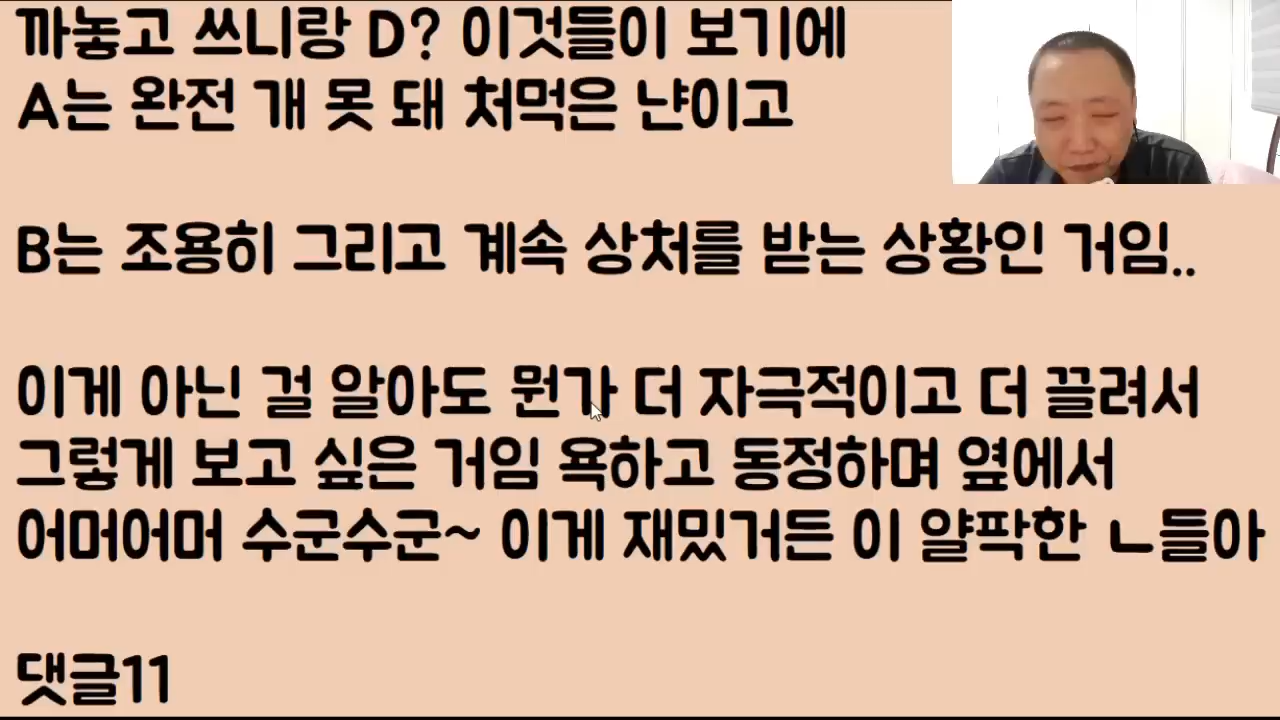 까놓고 쓰니랑 D? 이것들이 보기에
A는 완전 개 못 돼 처먹은 냔이고
B는 조용히 그리고 계속 상처를 받는 상황인 거임..
이게 아닌 걸 알아도 뭔가 더 자극적이고 더 끌려서
그렇게 보고 싶은 거임 욕하고 동정하며 옆에서
어머어머 수군수군~ 이게 재밌거든 이 얄팍한 ㄴ들아
댓글11